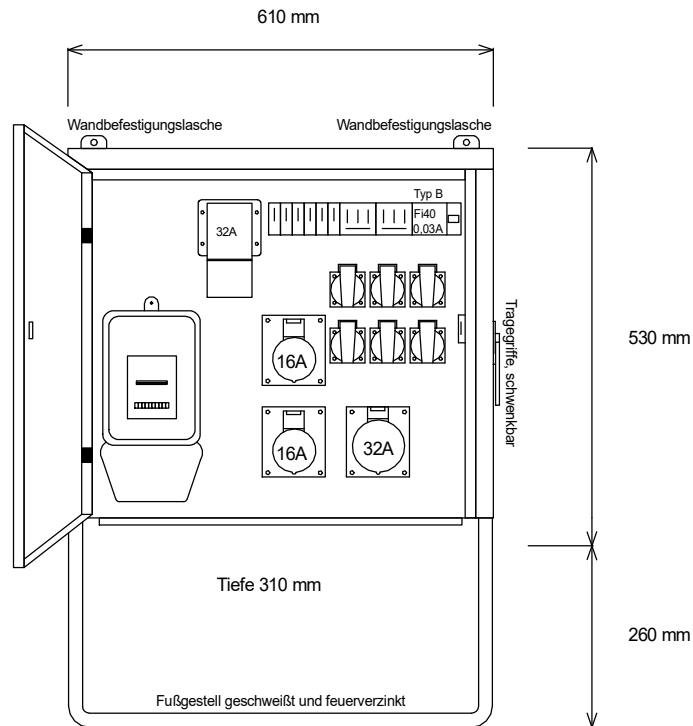 610 mm
Wandbefestigungslasche
Wandbefestigungslasche
Typ B
Fi40
0,03A
32A
Tragegriffe, schwenkbar
530 mm
16A
16A
32A
Tiefe 310 mm
260 mm
Fußgestell geschweißt und feuerverzinkt